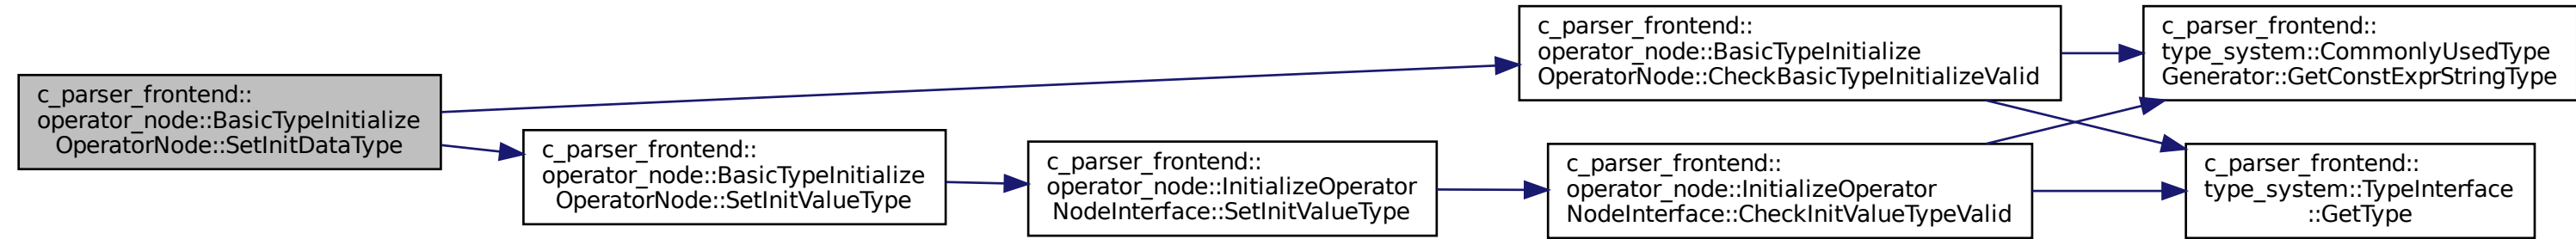 c_parser_frontend::
operator_node::BasicTypeInitialize
OperatorNode::SetInitDataType
c_parser_frontend::
operator_node::BasicTypeInitialize
OperatorNode::CheckBasicTypeInitializeValid
c_parser_frontend::
type_system::CommonlyUsedType
Generator::GetConstExprStringType
c_parser_frontend::
operator_node::BasicTypeInitialize
OperatorNode::SetInitValueType
c_parser_frontend::
operator_node::InitializeOperator
NodeInterface::SetInitValueType
c_parser_frontend::
operator_node::InitializeOperator
NodeInterface::CheckInitValueTypeValid
c_parser_frontend::
type_system::TypeInterface
::GetType